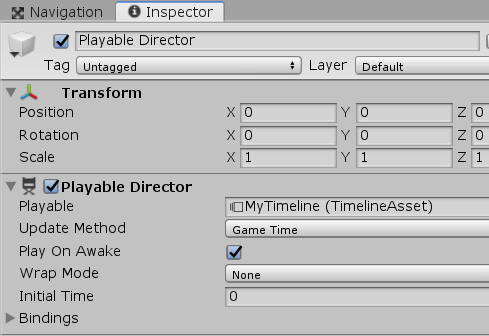 Navigation Inspector
Playable Director
Tag Untagged Layer Default
Transform
Position X 0 Y 0 Z 0
Rotation X 0 Y 0 Z 0
Scale X 1 Y 1 Z 1
Playable Director
Playable MyTimeline (TimelineAsset)
Update Method Game Time
Play On Awake
Wrap Mode None
Initial Time 0
Bindings